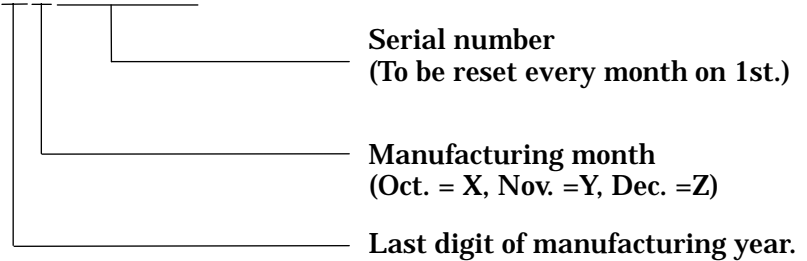 Serial number
(To be reset every month on 1st.)
Manufacturing month
(Oct. = X, Nov. =Y, Dec. =Z)
Last digit of manufacturing year.